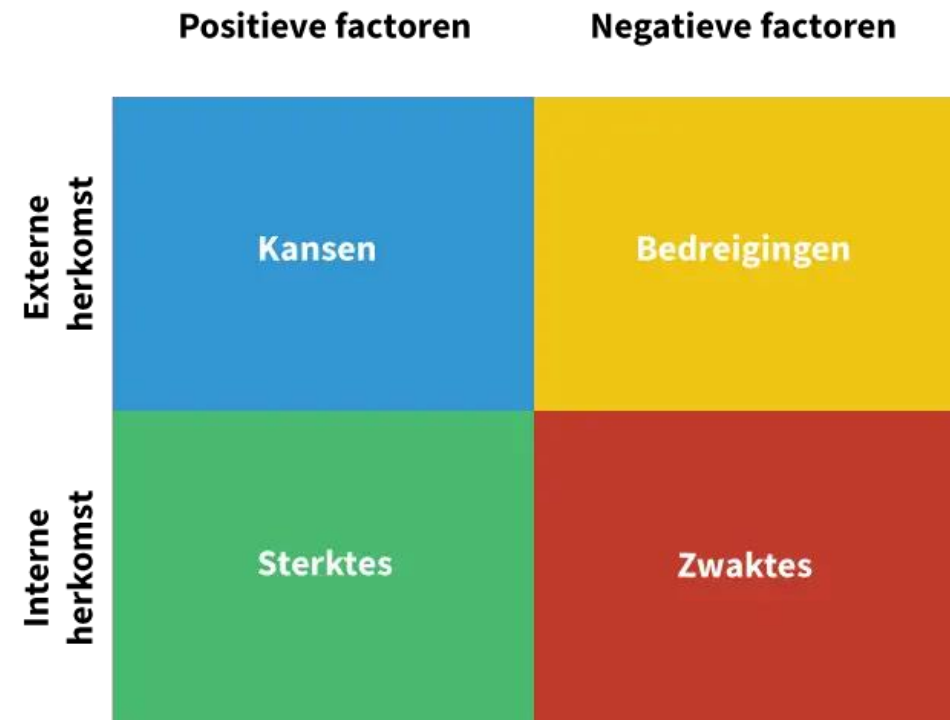 Positieve factoren
Negatieve factoren
Externe
herkomst
Kansen
Bedreigingen
Interne
herkomst
Sterktes
Zwaktes